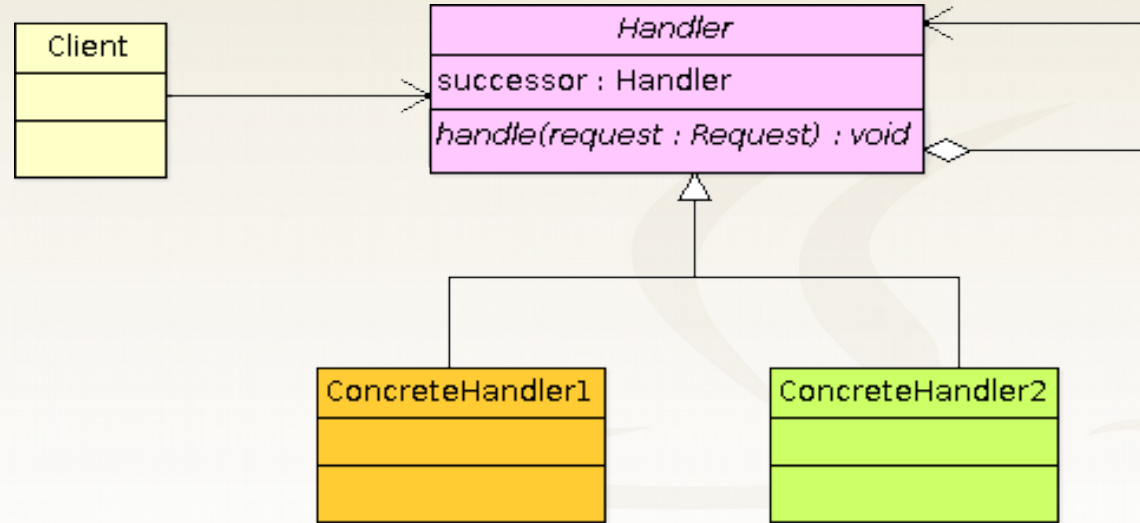 Client
Handler
successor : Handler
handle(request : Request) : void
ConcreteHandler1
ConcreteHandler2